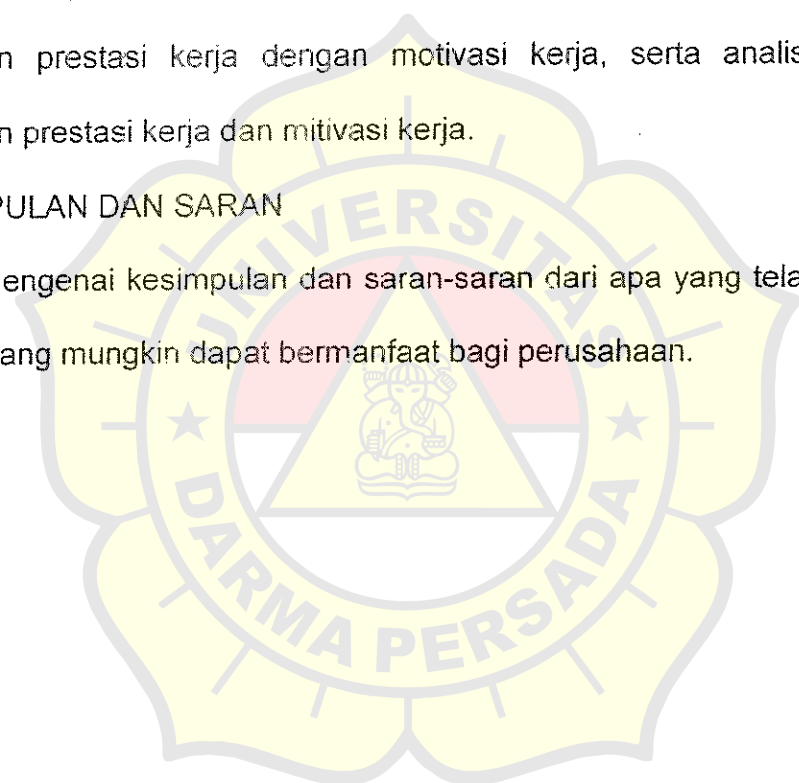 n prestasi kerja dengan motivasi kerja, serta analis
n prestasi kerja dan mitivasi kerja.
PULAN DAN SARAN
engenai kesimpulan dan saran-saran dari apa yang tela
ang mungkin dapat bermanfaat bagi perusahaan.
UNIVERSITAS
DARMA PERSADA